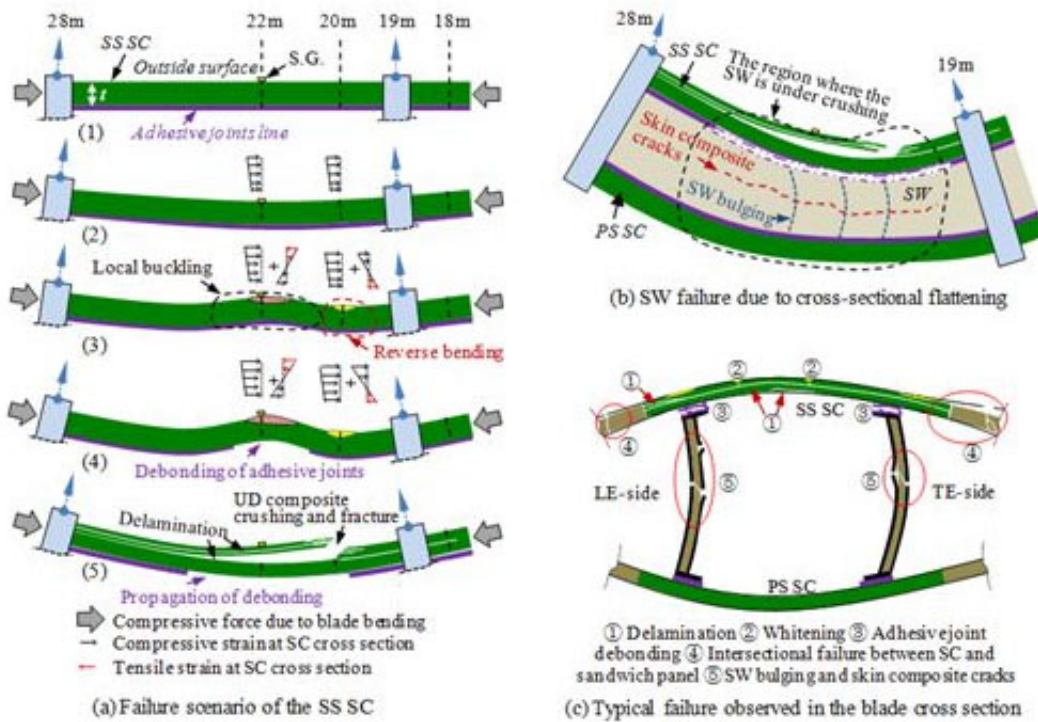 28m
22m
20m
19m
18m
SS SC
Outside surface
S.G.
t
Adhesive joints line
(1)
(2)
Local buckling
+
+
(3)
Reverse bending
+
+
(4)
Debonding of adhesive joints
UD composite
crushing and fracture
Delamination
(5)
Propagation of debonding
Compressive force due to blade bending
Compressive strain at SC cross section
Tensile strain at SC cross section
(a) Failure scenario of the SS SC
28m
SS SC
The region where the
SW is under crushing
19m
Skin composite
cracks
SW bulging
SW
PS SC
(b) SW failure due to cross-sectional flattening
① ② ②
③ SS SC ③
④ ① ④
LE-side ⑤ ⑤ TE-side
PS SC
① Delamination ② Whitening ③ Adhesive joint
debonding ④ Intersectional failure between SC and
sandwich panel ⑤ SW bulging and skin composite cracks
(c) Typical failure observed in the blade cross section